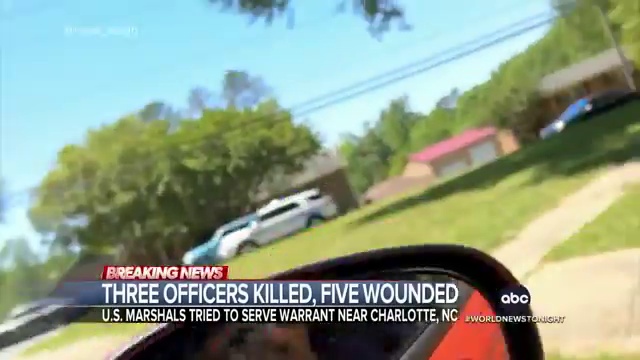 BREAKING NEWS
THREE OFFICERS KILLED, FIVE WOUNDED
abc
U.S. MARSHALS TRIED TO SERVE WARRANT NEAR CHARLOTTE, NC
#WORLDNEWSTONIGHT